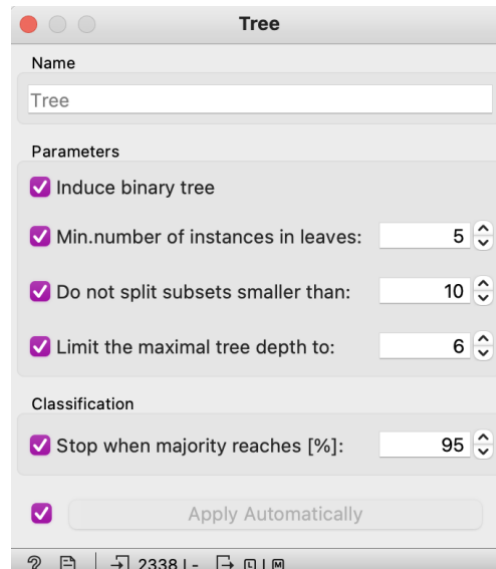 Tree
Name
Tree
Parameters
Induce binary tree
Min.number of instances in leaves: 5
Do not split subsets smaller than: 10
Limit the maximal tree depth to: 6
Classification
Stop when majority reaches [%]: 95
Apply Automatically
? 2338 | - L | M